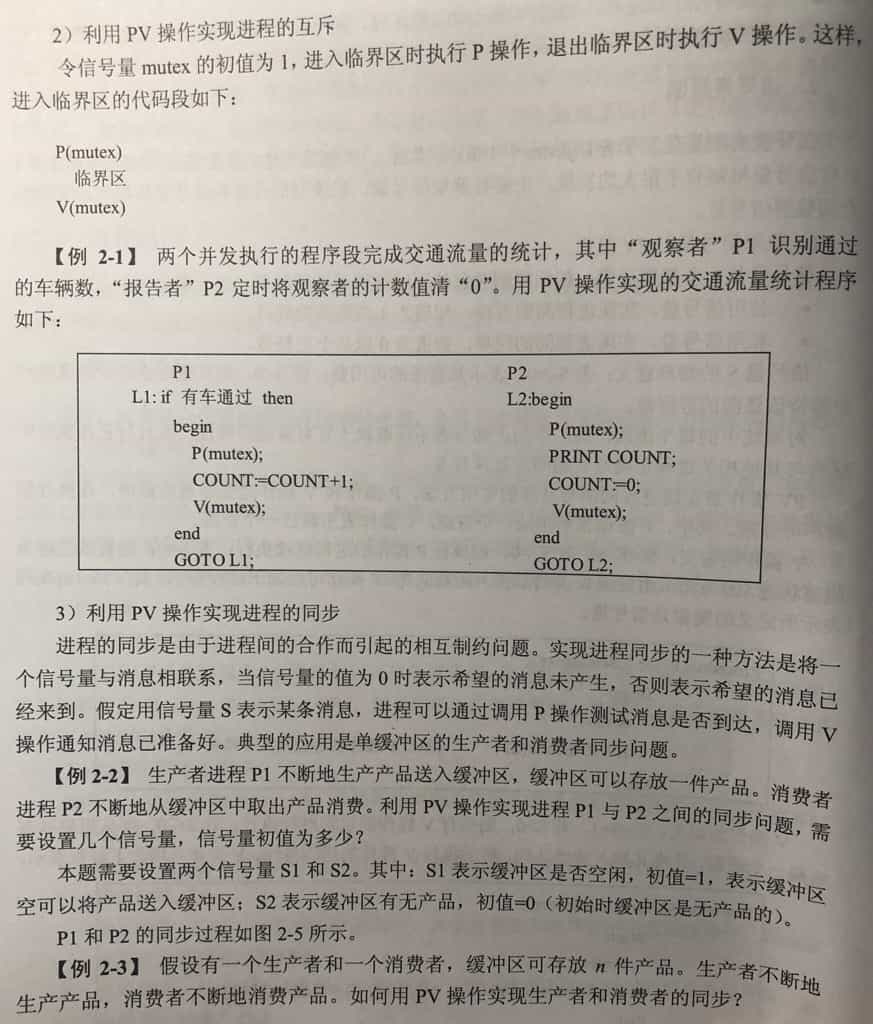 2）利用 PV 操作实现进程的互斥
令信号量 mutex 的初值为 1，进入临界区时执行 P 操作，退出临界区时执行 V 操作。这样，
进入临界区的代码段如下：
P(mutex)
临界区
V(mutex)
【例 2-1】 两个并发执行的程序段完成交通流量的统计，其中“观察者”P1 识别通过
的车辆数，“报告者”P2 定时将观察者的计数值清“0”。用 PV 操作实现的交通流量统计程序
如下：
P1 P2
L1: if 有车通过 then L2:begin
begin P(mutex);
P(mutex); PRINT COUNT;
COUNT:=COUNT+1; COUNT:=0;
V(mutex); V(mutex);
end end
GOTO L1; GOTO L2;
3）利用 PV 操作实现进程的同步
进程的同步是由于进程间的合作而引起的相互制约问题。实现进程同步的一种方法是将一
个信号量与消息相联系，当信号量的值为 0 时表示希望的消息未产生，否则表示希望的消息已
经来到。假定用信号量 S 表示某条消息，进程可以通过调用 P 操作测试消息是否到达，调用 V
操作通知消息已准备好。典型的应用是单缓冲区的生产者和消费者同步问题。
【例 2-2】 生产者进程 P1 不断地生产产品送入缓冲区，缓冲区可以存放一件产品。消费者
进程 P2 不断地从缓冲区中取出产品消费。利用 PV 操作实现进程 P1 与 P2 之间的同步问题，需
要设置几个信号量，信号量初值为多少？
本题需要设置两个信号量 S1 和 S2。其中：S1 表示缓冲区是否空闲，初值=1，表示缓冲区
空可以将产品送入缓冲区；S2 表示缓冲区有无产品，初值=0（初始时缓冲区是无产品的）。
P1 和 P2 的同步过程如图 2-5 所示。
【例 2-3】 假设有一个生产者和一个消费者，缓冲区可存放 n 件产品。生产者不断地
生产产品，消费者不断地消费产品。如何用 PV 操作实现生产者和消费者的同步？